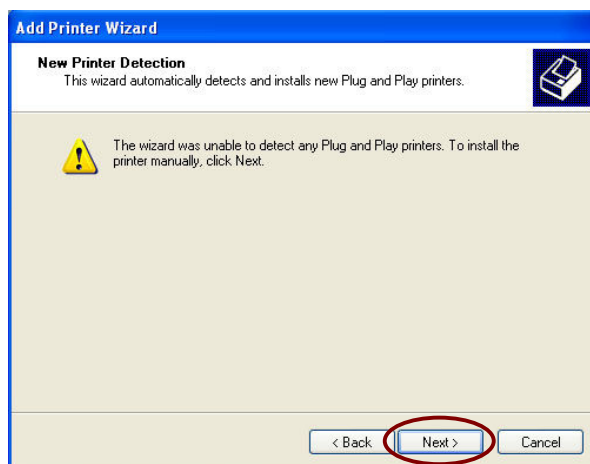 Add Printer Wizard
New Printer Detection
This wizard automatically detects and installs new Plug and Play printers.
The wizard was unable to detect any Plug and Play printers. To install the
printer manually, click Next.
< Back
Next >
Cancel